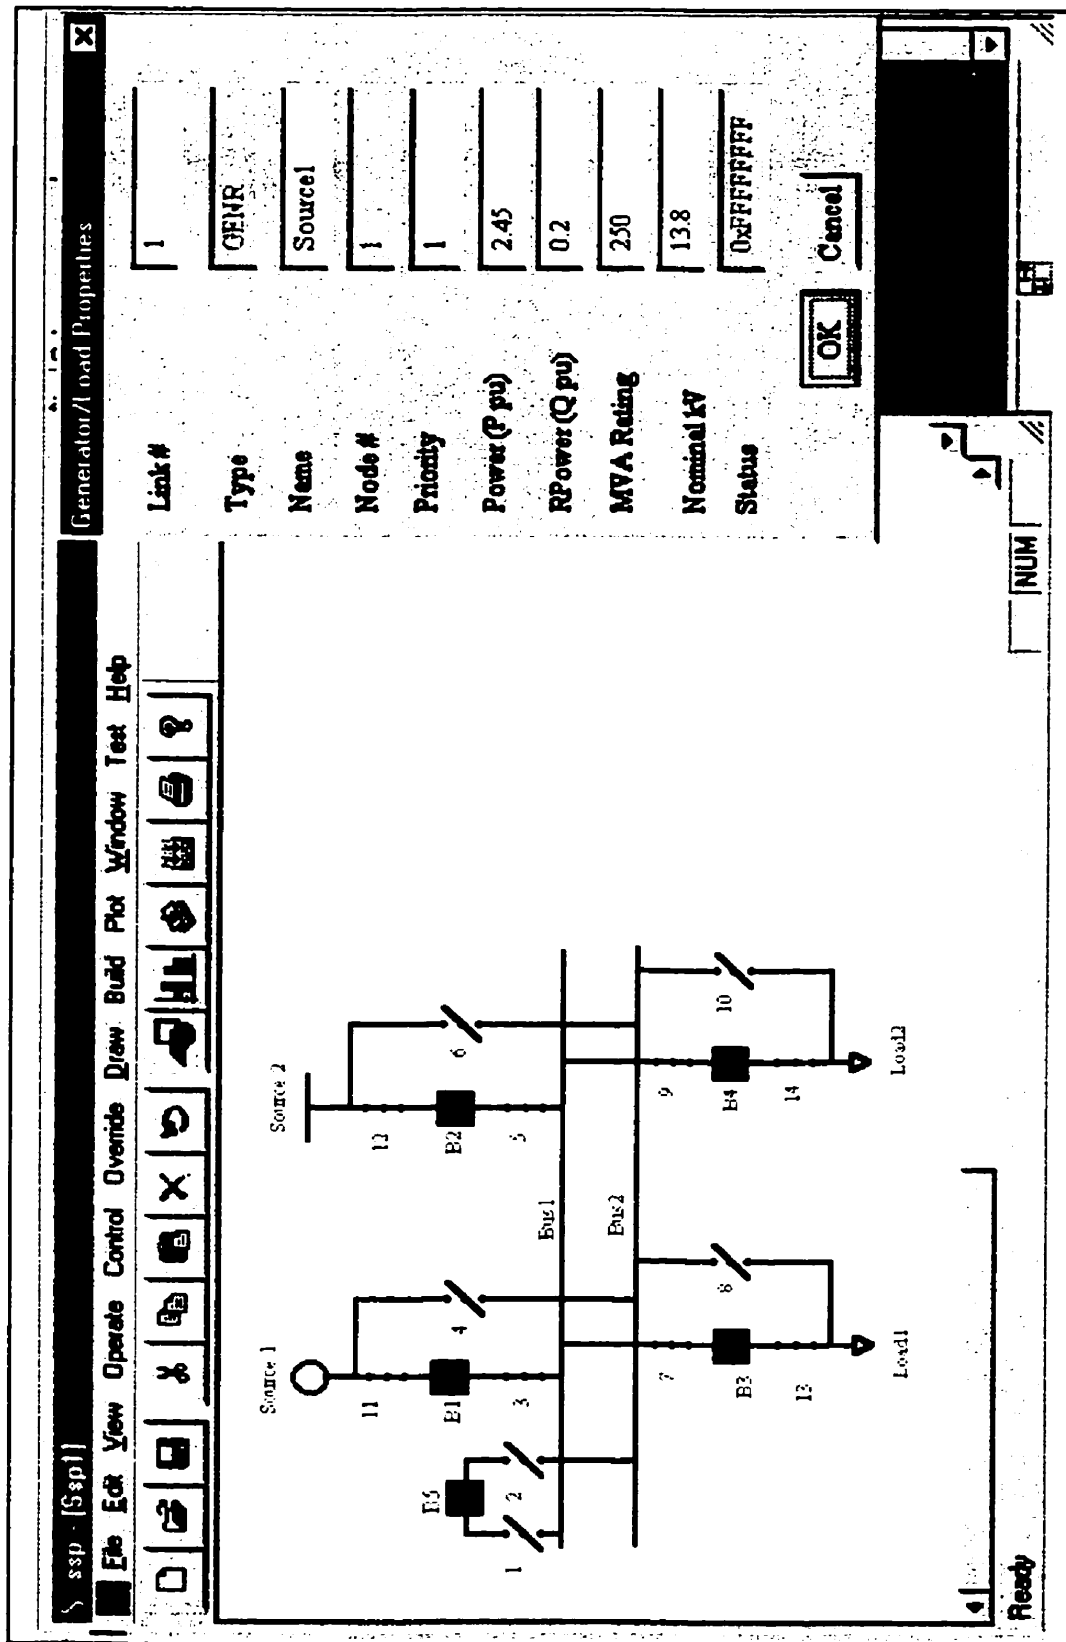 ssp - [Ssp1]
File Edit View Operate Control Override Draw Build Plot Window Test Help
Generator/Load Properties
Link # 1
Type GENR
Name Source1
Node # 1
Priority 1
Power (P pu) 2.45
RPower (Q pu) 0.2
MVA Rating 250
Nominal kV 13.8
Status 0xFFFFFFFF
OK Cancel
Source 1 Source 2
11 4 12 6
B5 B1 B2
1 2 3 5
Bus1
Bus2
7 8 9 10
B3 B4
13 14
Load1 Load2
Ready NUM